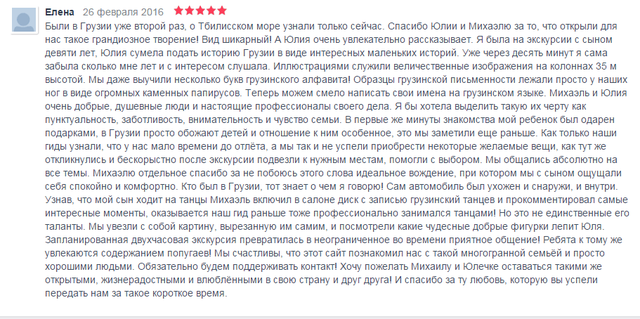 Елена 26 февраля 2016
Были в Грузии уже второй раз, о Тбилисском море узнали только сейчас. Спасибо Юлии и Михаэлю за то, что открыли для
нас такое грандиозное творение! Вид шикарный! А Юлия очень увлекательно рассказывает. Я была на экскурсии с сыном
девяти лет, Юлия сумела подать историю Грузии в виде интересных маленьких историй. Уже через десять минут я сама
забыла сколько мне лет и с интересом слушала. Иллюстрациями служили величественные изображения на колоннах 35 м
высотой. Мы даже выучили несколько букв грузинского алфавита! Образцы грузинской письменности лежали просто у наших
ног в виде огромных каменных папирусов. Теперь можем смело написать свои имена на грузинском языке. Михаэль и Юлия
очень добрые, душевные люди и настоящие профессионалы своего дела. Я бы хотела выделить такую их черту как
пунктуальность, заботливость, внимательность и чувство семьи. В первые же минуты знакомства мой ребенок был одарен
подарками, в Грузии просто обожают детей и отношение к ним особенное, это мы заметили еще раньше. Как только наши
гиды узнали, что у нас мало времени до отлёта, а мы так и не успели приобрести некоторые желаемые вещи, как тут же
откликнулись и бескорыстно после экскурсии подвезли к нужным местам, помогли с выбором. Мы общались абсолютно на
все темы. Михаэлю отдельное спасибо за не побоюсь этого слова идеальное вождение, при котором мы с сыном ощущали
себя спокойно и комфортно. Кто был в Грузии, тот знает о чем я говорю! Сам автомобиль был ухожен и снаружи, и внутри.
Узнав, что мой сын ходит на танцы Михаэль включил в салоне диск с записью грузинский танцев и прокомментировал самые
интересные моменты, оказывается наш гид раньше тоже профессионально занимался танцами! Но это не единственные его
таланты. Мы увезли с собой картину, вырезанную им самим, и посмотрели какие чудесные добрые фигурки лепит Юля.
Запланированная двухчасовая экскурсия превратилась в неограниченное во времени приятное общение! Ребята к тому же
увлекаются содержанием попугаев! Мы счастливы, что этот сайт познакомил нас с такой многогранной семьёй и просто
хорошими людьми. Обязательно будем поддерживать контакт! Хочу пожелать Михаилу и Юлечке оставаться такими же
открытыми, жизнерадостными и влюблёнными в свою страну и друг друга! И спасибо за ту любовь, которую вы успели
передать нам за такое короткое время.